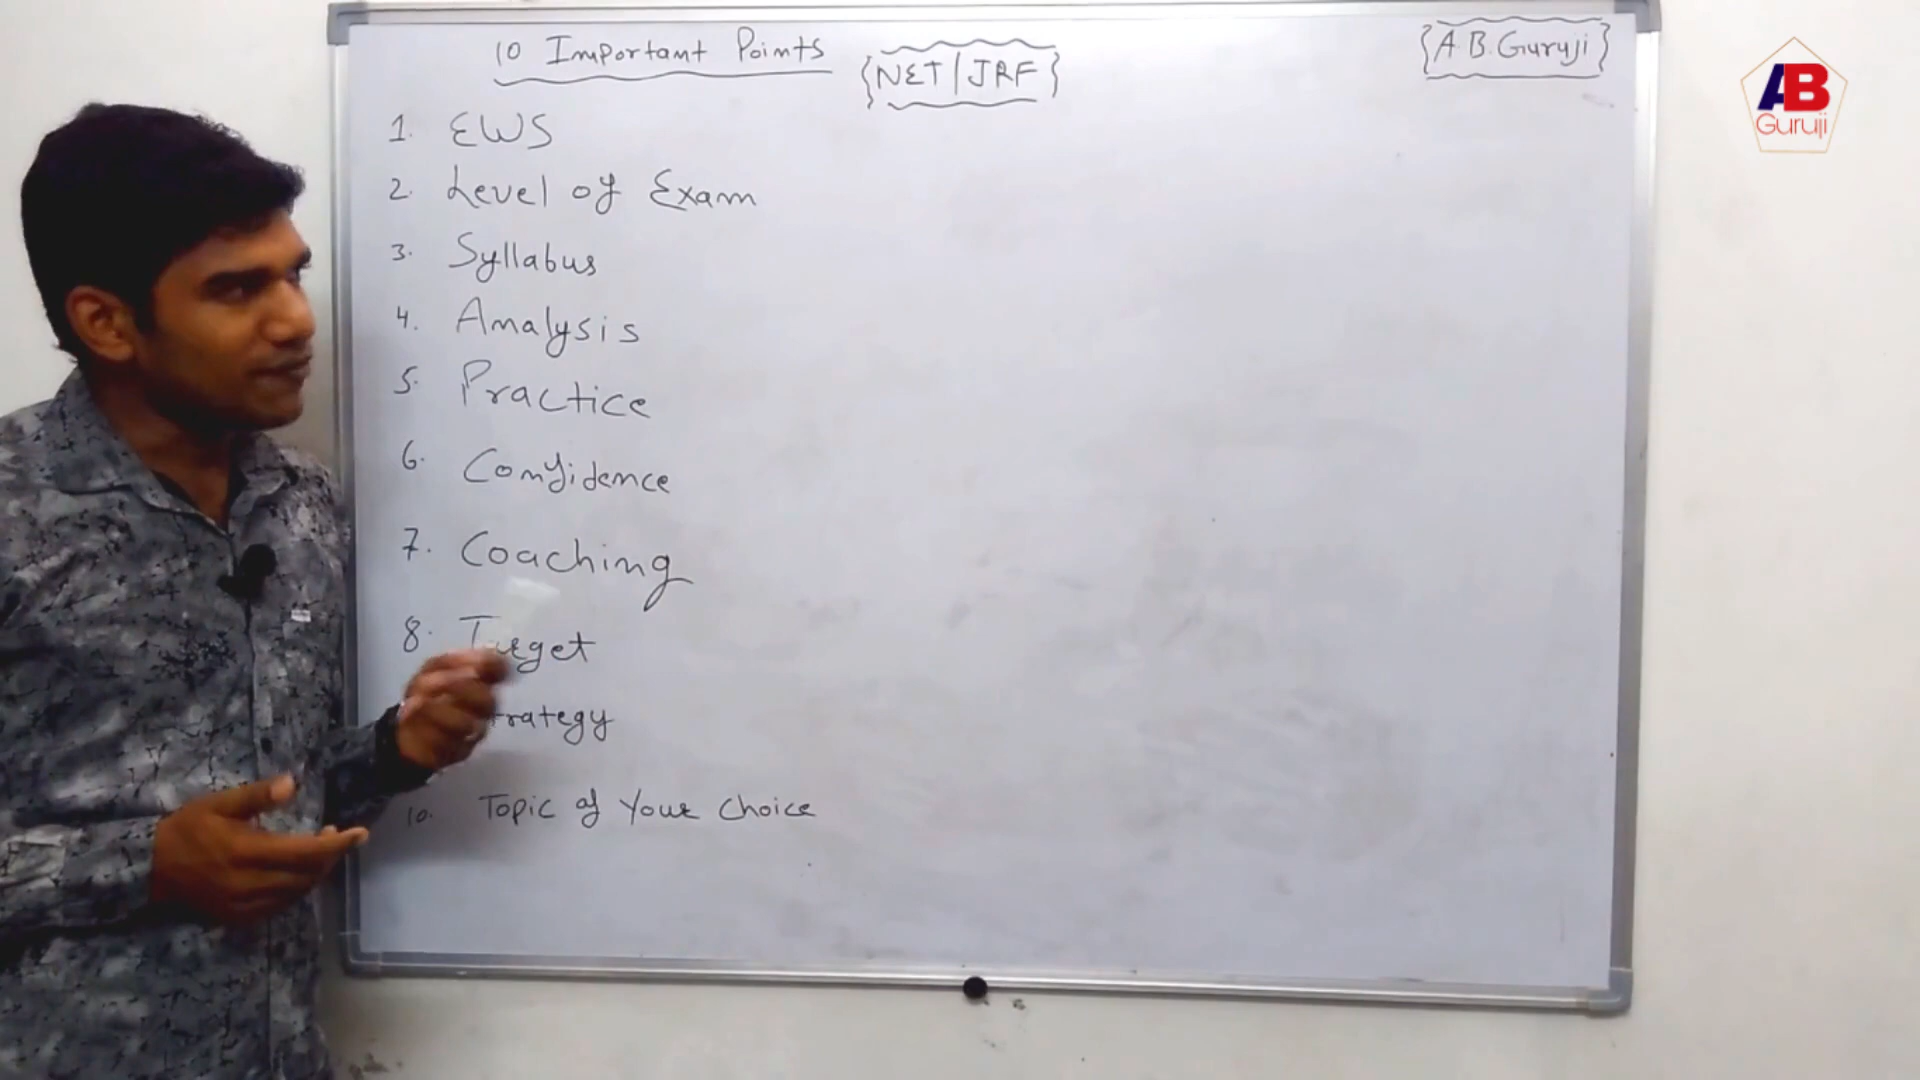 10 Important Points {NET/JRF}
{A.B.Guruji}
AB
Guruji
1. EWS
2. Level of Exam
3. Syllabus
4. Analysis
5. Practice
6. Confidence
7. Coaching
8. Target
trategy
10. Topic of Your Choice